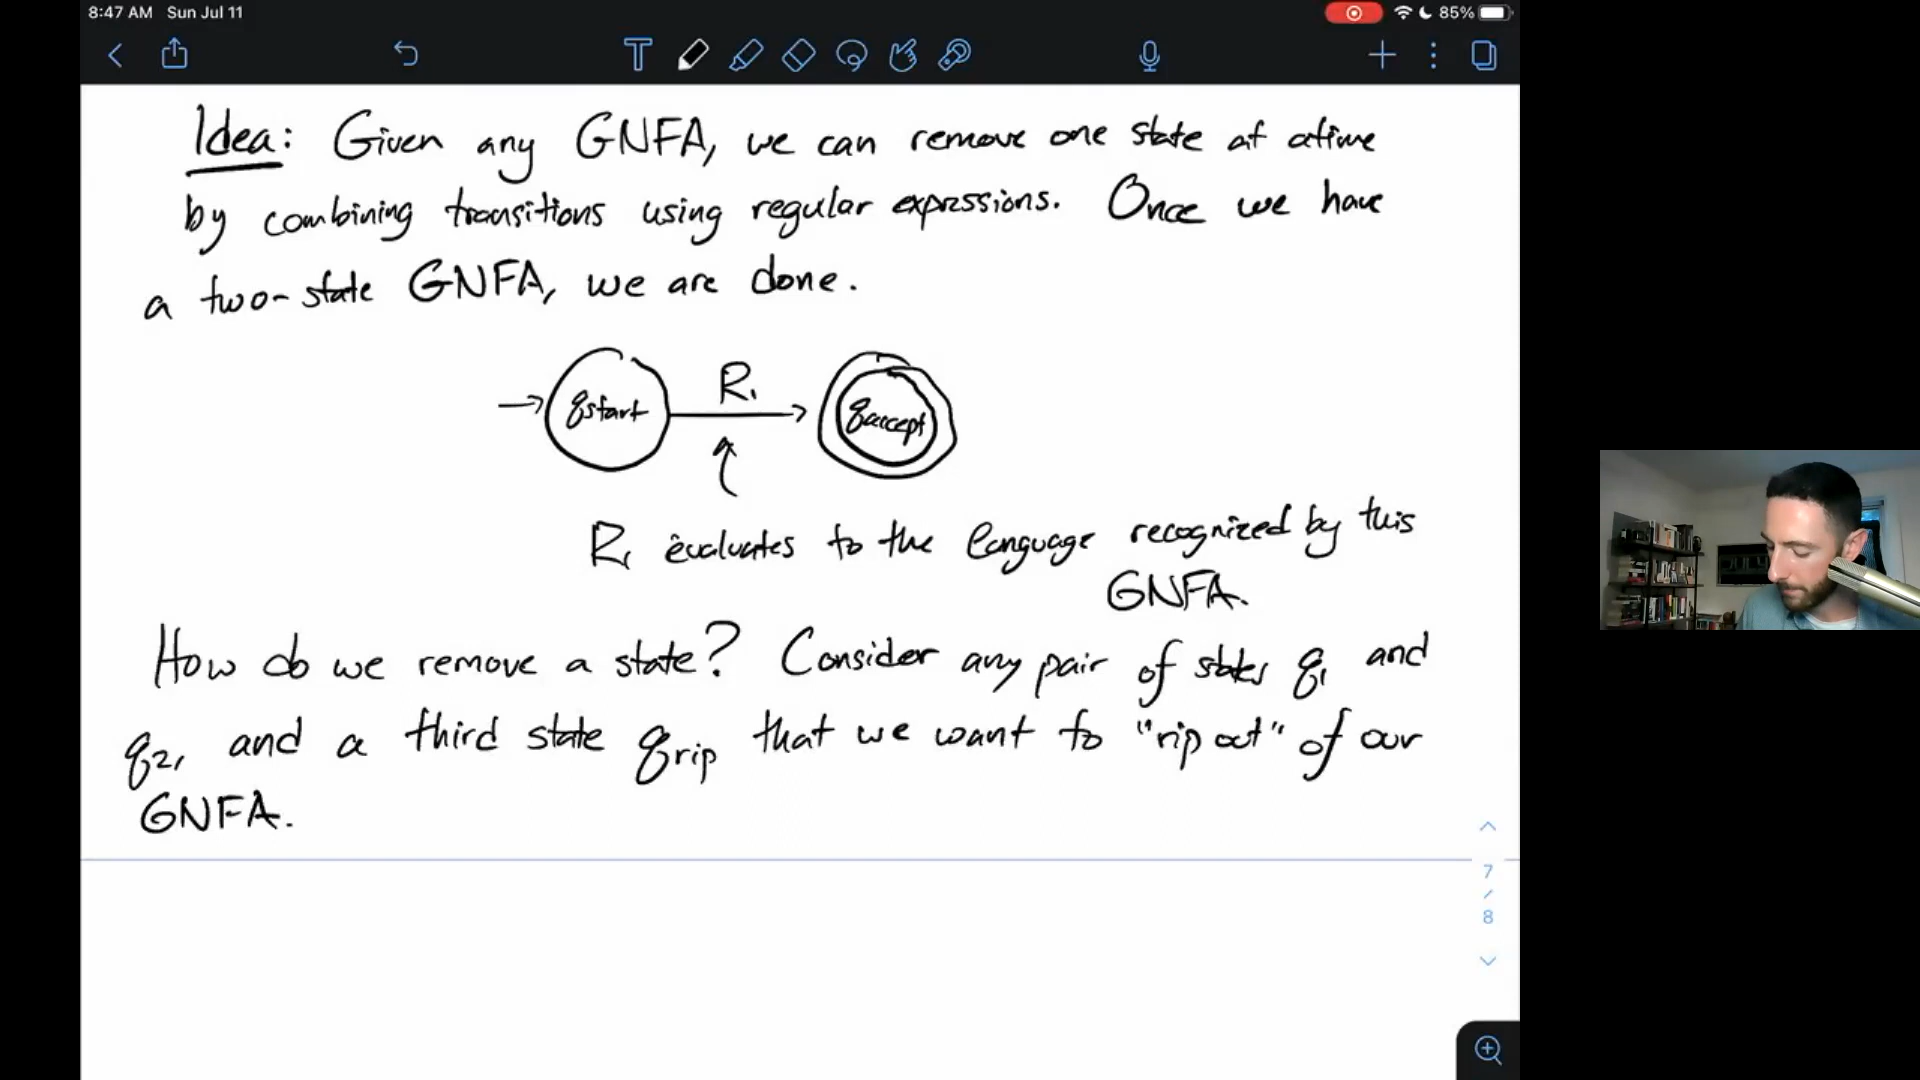 8:47 AM Sun Jul 11
85%
Idea: Given any GNFA, we can remove one state at a time
by combining transitions using regular expressions. Once we have
a two-state GNFA, we are done.
qstart
R1
qaccept
R1 evaluates to the language recognized by this
GNFA.
How do we remove a state? Consider any pair of states q1 and
q2, and a third state qrip that we want to "rip out" of our
GNFA.
7
/
8